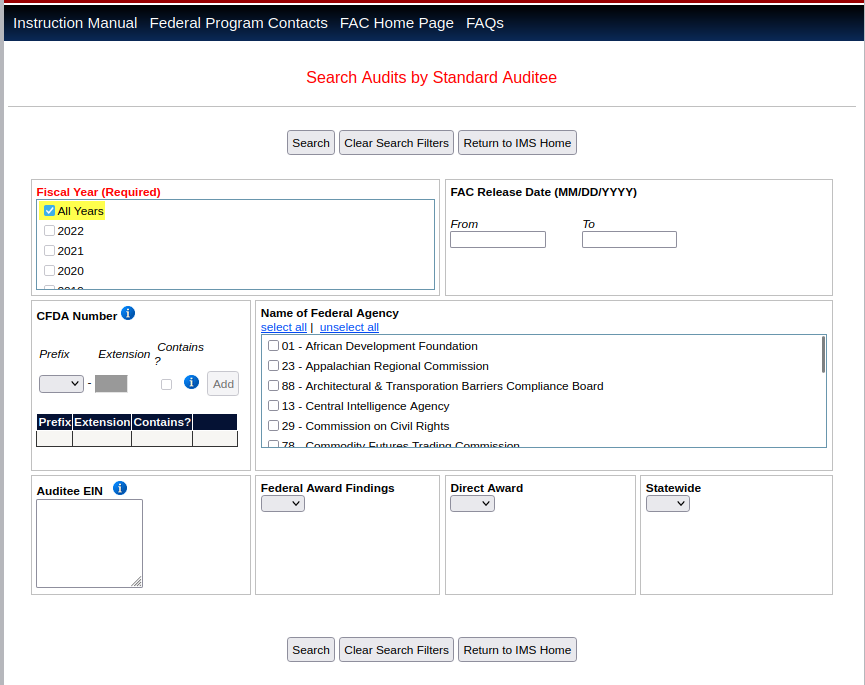 Instruction Manual Federal Program Contacts FAC Home Page FAQs
Search Audits by Standard Auditee
Search Clear Search Filters Return to IMS Home
Fiscal Year (Required)
All Years
2022
2021
2020
FAC Release Date (MM/DD/YYYY)
From To
CFDA Number i
Prefix Extension Contains
?
- i Add
Prefix Extension Contains?
Name of Federal Agency
select all | unselect all
01 - African Development Foundation
23 - Appalachian Regional Commission
88 - Architectural & Transporation Barriers Compliance Board
13 - Central Intelligence Agency
29 - Commission on Civil Rights
78 - Commodity Futures Trading Commission
Auditee EIN i
Federal Award Findings
Direct Award
Statewide
Search Clear Search Filters Return to IMS Home